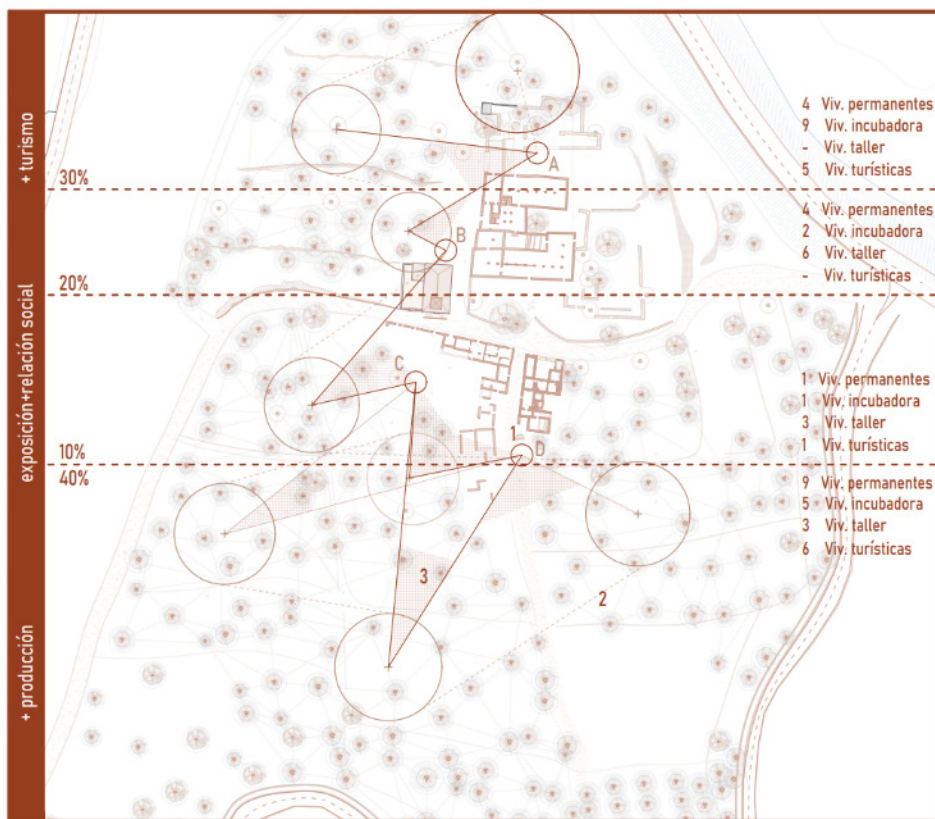 + turismo
exposición+relación social
+ producción
30%
20%
10%
40%
A
B
C
1
D
3
2
4 Viv. permanentes
9 Viv. incubadora
- Viv. taller
5 Viv. turísticas
4 Viv. permanentes
2 Viv. incubadora
6 Viv. taller
- Viv. turísticas
1 Viv. permanentes
1 Viv. incubadora
3 Viv. taller
1 Viv. turísticas
9 Viv. permanentes
5 Viv. incubadora
3 Viv. taller
6 Viv. turísticas